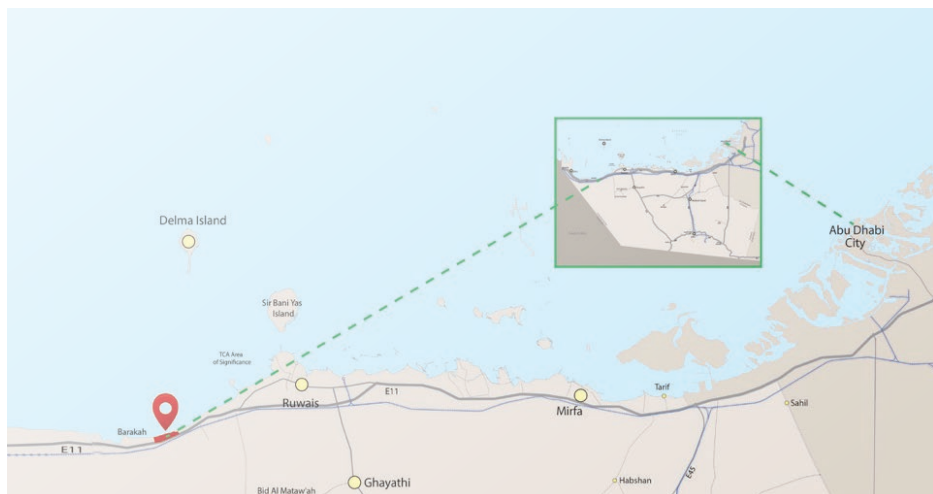 Delma Island
Abu Dhabi
City
Sir Bani Yas
Island
TCA Area
of Significance
Ruwais
E11
Mirfa
Tarif
Sahil
Barakah
E11
Ghayathi
Bid Al Mataw'ah
Habshan
E45